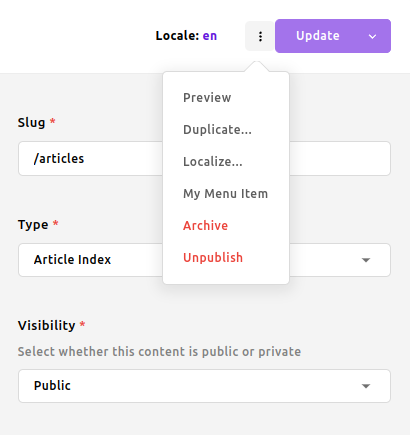 Locale: en
Update
Preview
Duplicate...
Localize...
My Menu Item
Archive
Unpublish
Slug *
/articles
Type *
Article Index
Visibility *
Select whether this content is public or private
Public